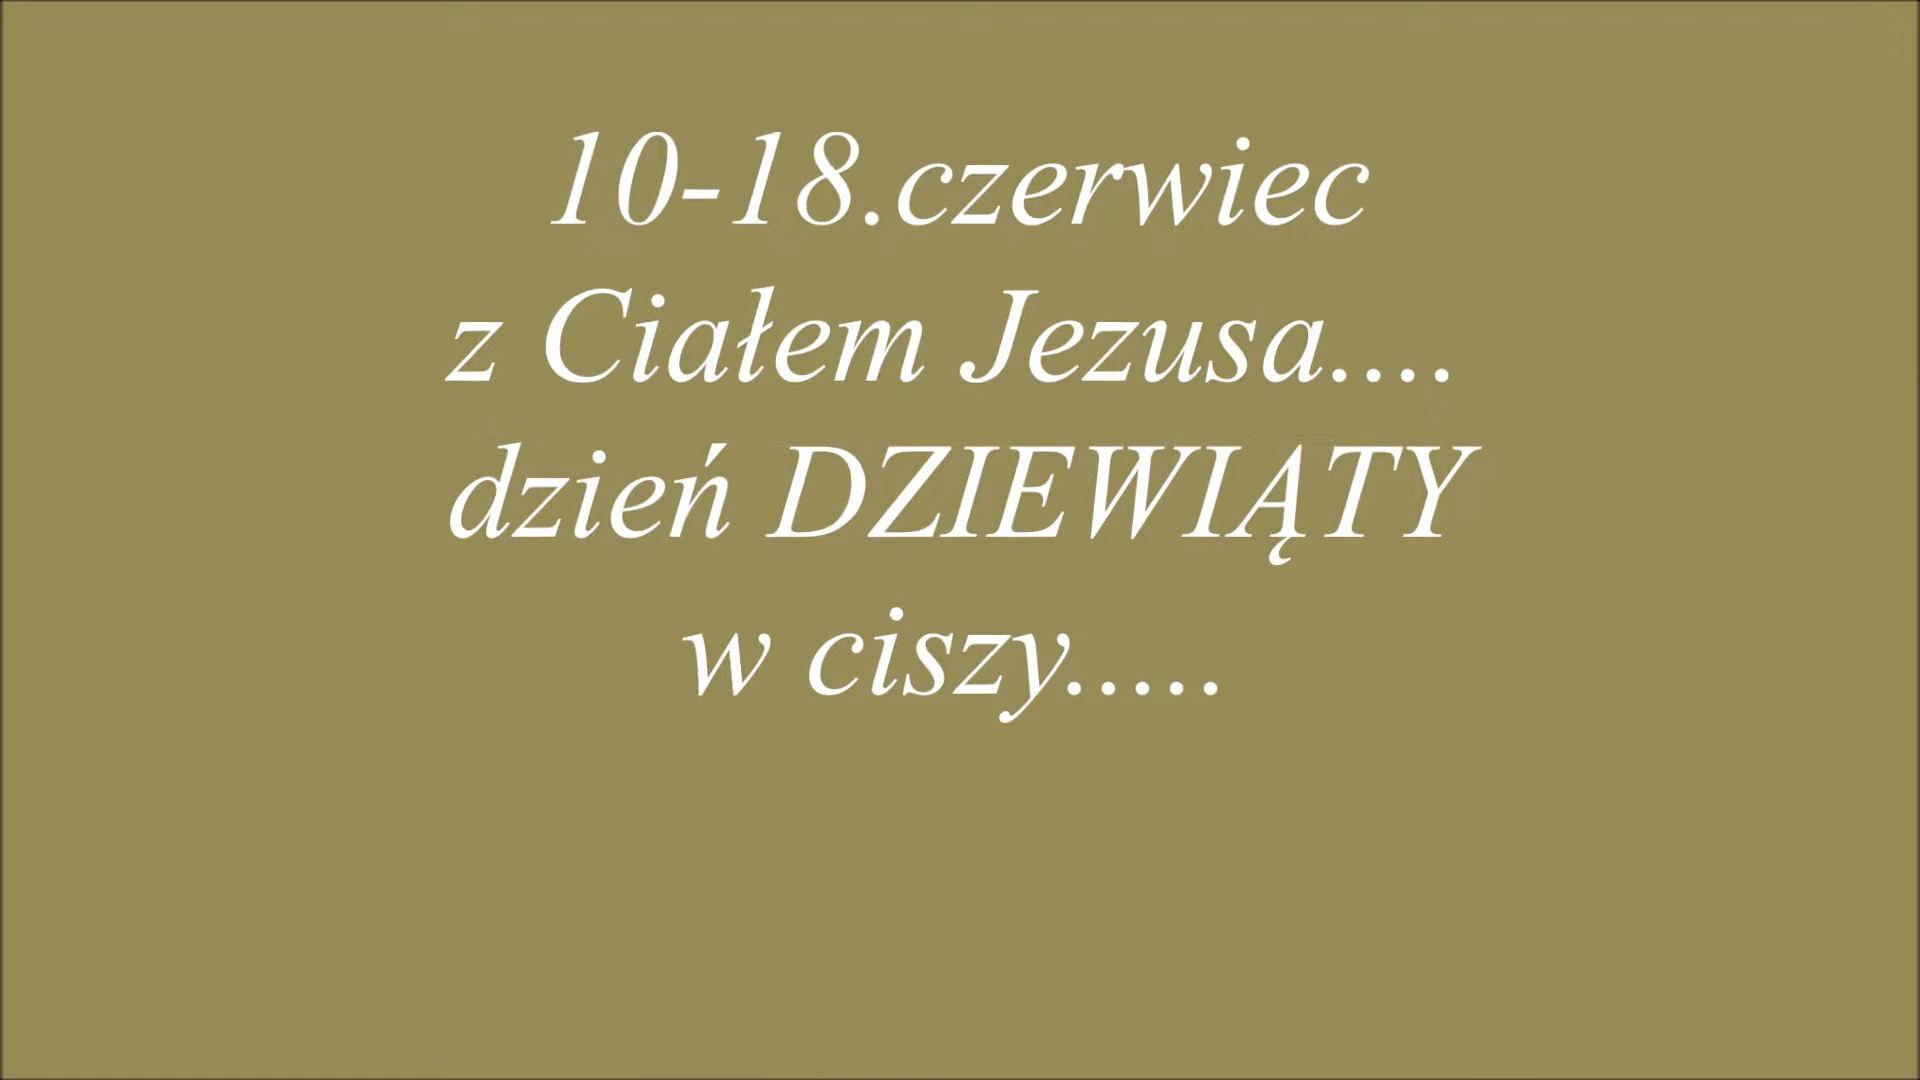 10-18.czerwiec
z Ciałem Jezusa....
dzień DZIEWIĄTY
w ciszy.....